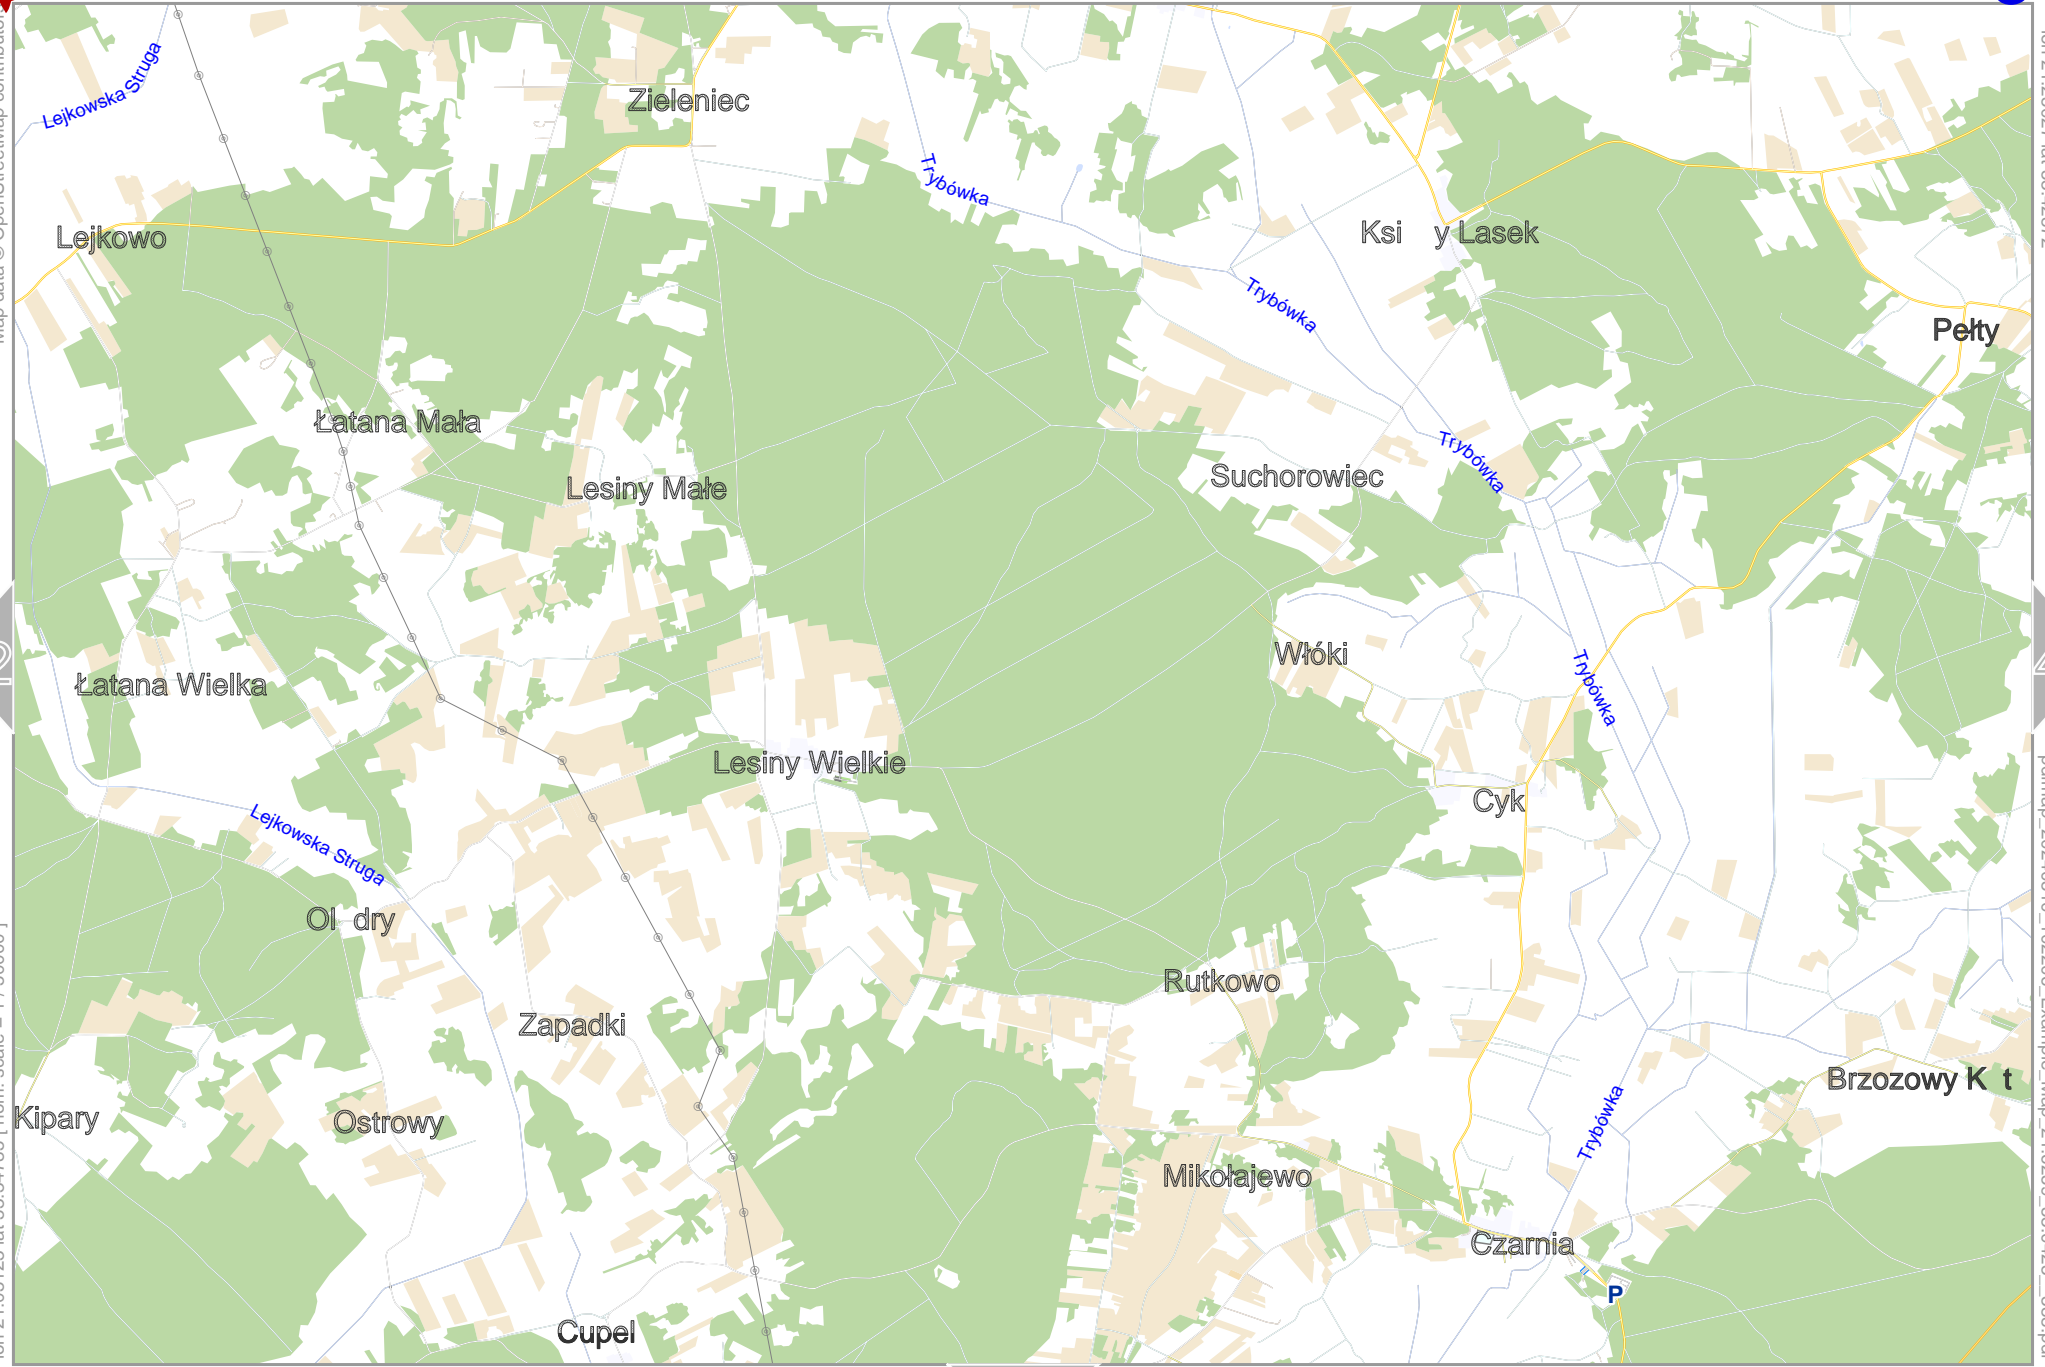 Lejkowska Struga
Zieleniec
Trybówka
Lejkowo
Ksi y Lasek
Trybówka
Pełty
Łatana Mała
Trybówka
Lesiny Małe
Suchorowiec
Włóki
Trybówka
Łatana Wielka
Lesiny Wielkie
Cyk
Lejkowska Struga
Ol dry
Rutkowo
Zapadki
Brzozowy K t
Kipary
Ostrowy
Trybówka
Mikołajewo
Czarnia
P
Cupel